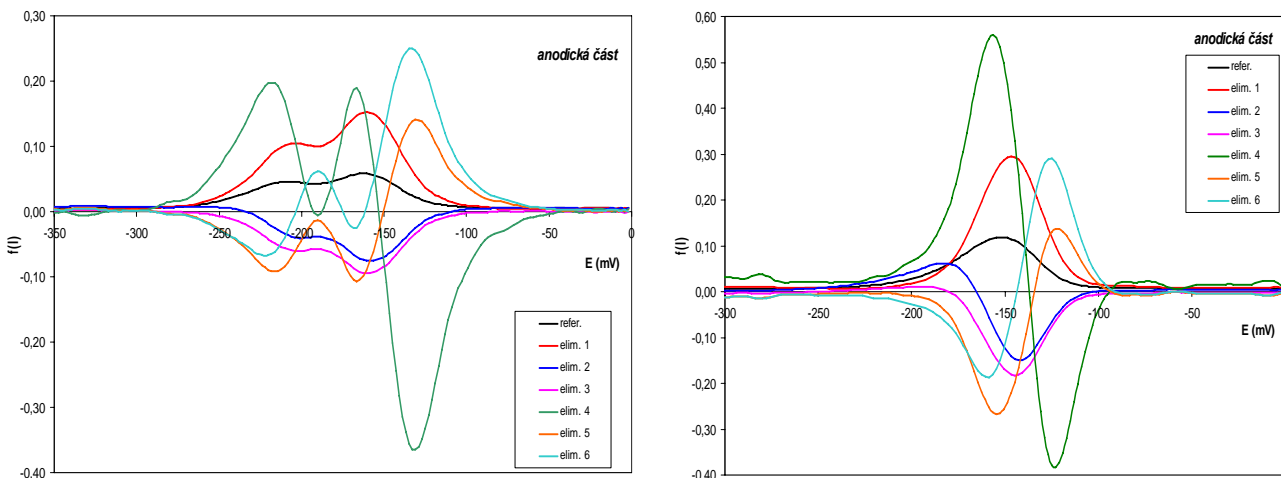 0,30
0,20
0,10
0,00
-0,10
-0,20
-0,30
-0,40
f(I)
anodická část
-350
-300
-250
-200
-150
-100
-50
0
E (mV)
refer.
elim. 1
elim. 2
elim. 3
elim. 4
elim. 5
elim. 6
0,60
0,50
0,40
0,30
0,20
0,10
0,00
-0,10
-0,20
-0,30
-0,40
f(I)
anodická část
refer.
elim. 1
elim. 2
elim. 3
elim. 4
elim. 5
elim. 6
-300
-250
-200
-150
-100
-50
E (mV)